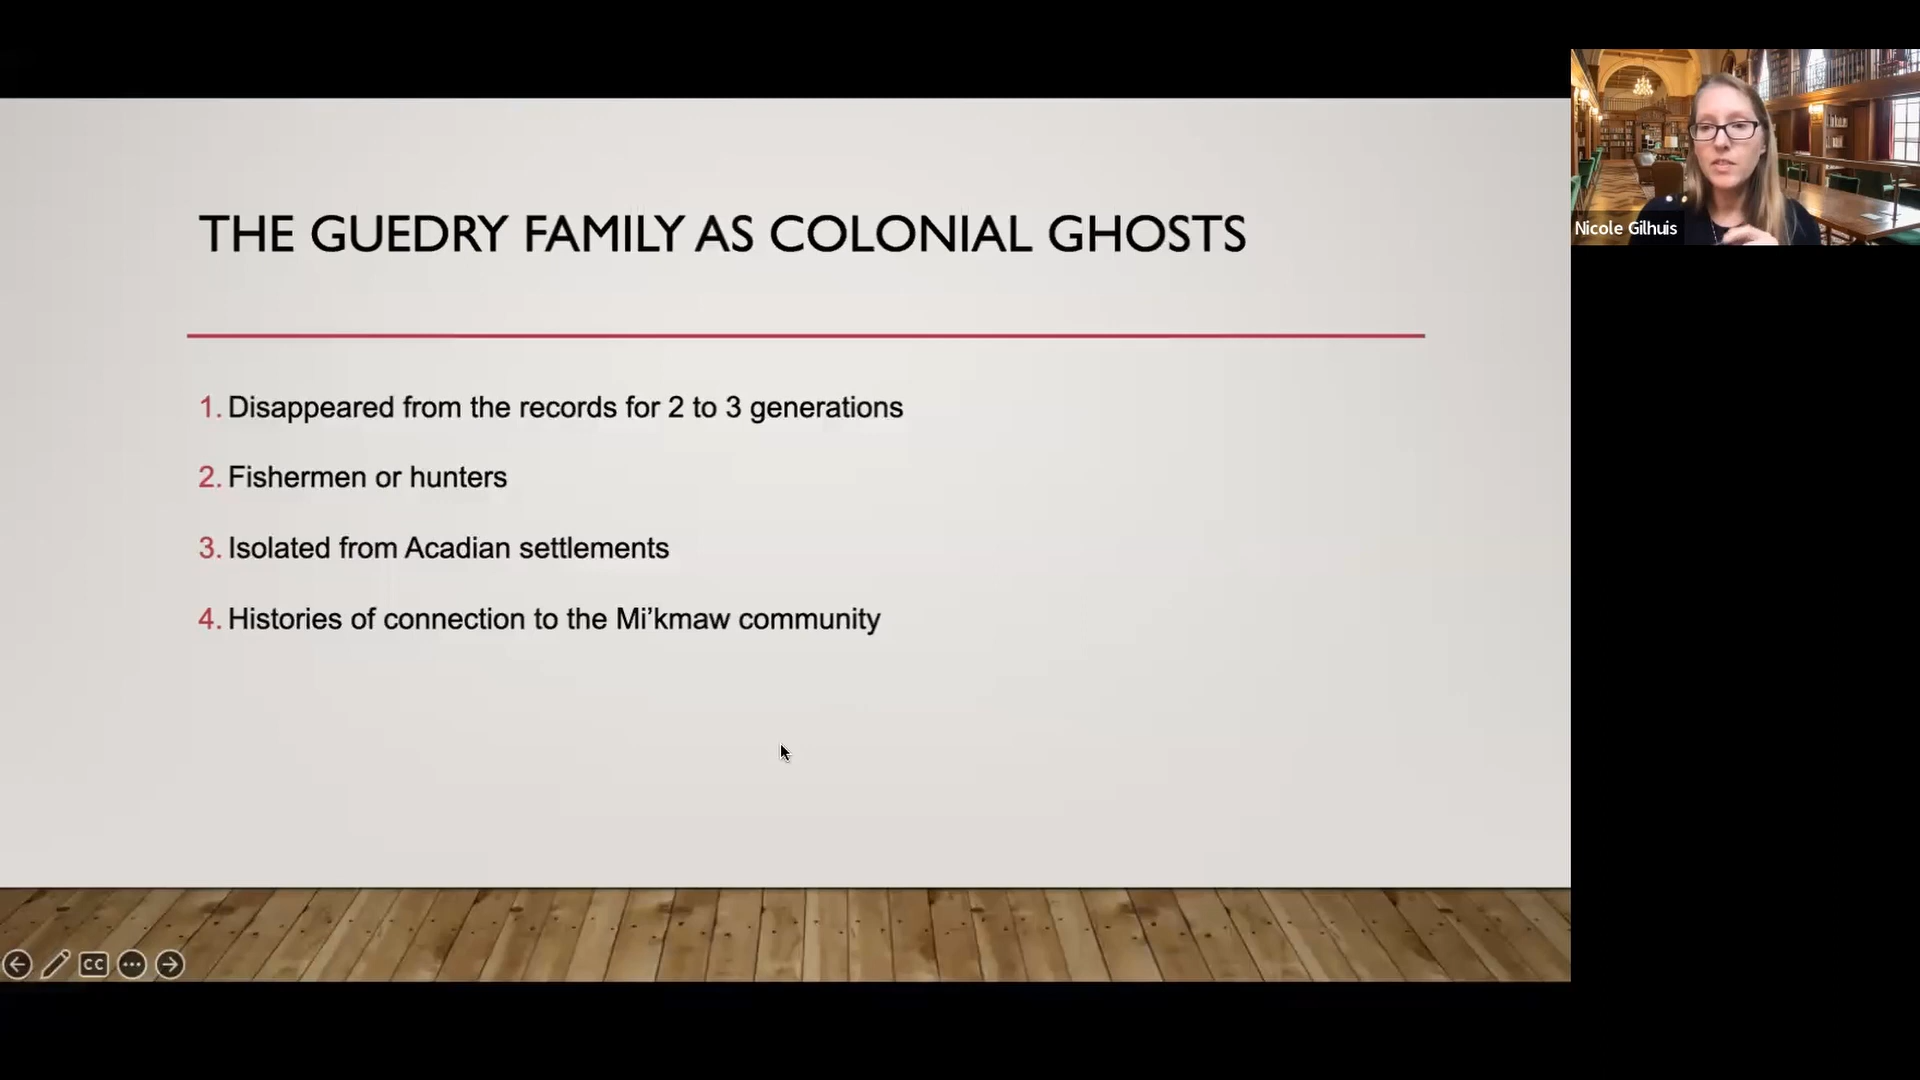 THE GUEDRY FAMILY AS COLONIAL GHOSTS
1. Disappeared from the records for 2 to 3 generations
2. Fishermen or hunters
3. Isolated from Acadian settlements
4. Histories of connection to the Mi’kmaw community
Nicole Gilhuis
CC